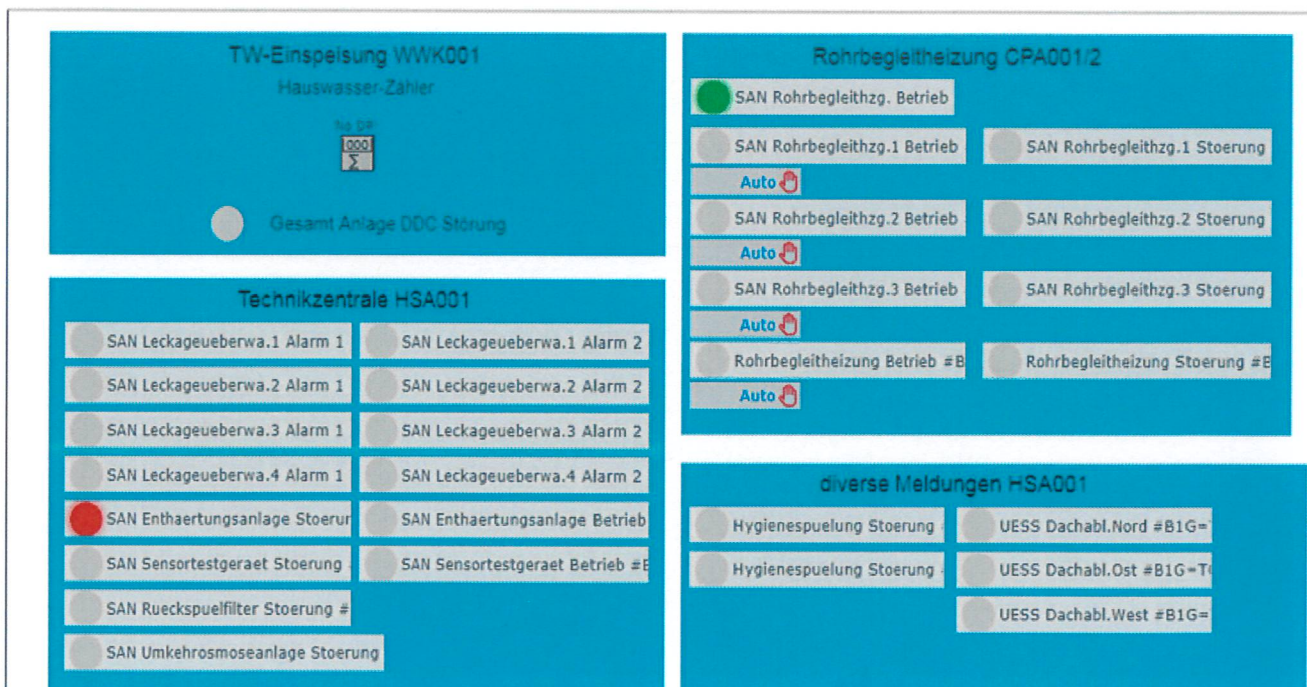 TW-Einspeisung WWK001
Hauswasser-Zähler
No DP
000
Σ
Gesamt Anlage DDC Störung
Technikzentrale HSA001
SAN Leckageueberwa.1 Alarm 1
SAN Leckageueberwa.1 Alarm 2
SAN Leckageueberwa.2 Alarm 1
SAN Leckageueberwa.2 Alarm 2
SAN Leckageueberwa.3 Alarm 1
SAN Leckageueberwa.3 Alarm 2
SAN Leckageueberwa.4 Alarm 1
SAN Leckageueberwa.4 Alarm 2
SAN Enthaertungsanlage Stoerur
SAN Enthaertungsanlage Betrieb
SAN Sensortestgeraet Stoerung
SAN Sensortestgeraet Betrieb #B
SAN Rueckspuelfilter Stoerung #
SAN Umkehrosmoseanlage Stoerung
Rohrbegleitheizung CPA001/2
SAN Rohrbegleithzg. Betrieb
SAN Rohrbegleithzg.1 Betrieb
SAN Rohrbegleithzg.1 Stoerung
Auto
SAN Rohrbegleithzg.2 Betrieb
SAN Rohrbegleithzg.2 Stoerung
Auto
SAN Rohrbegleithzg.3 Betrieb
SAN Rohrbegleithzg.3 Stoerung
Auto
Rohrbegleitheizung Betrieb #B
Rohrbegleitheizung Stoerung #B
Auto
diverse Meldungen HSA001
Hygienespuelung Stoerung
UESS Dachabl.Nord #B1G=
Hygienespuelung Stoerung
UESS Dachabl.Ost #B1G=T
UESS Dachabl.West #B1G=